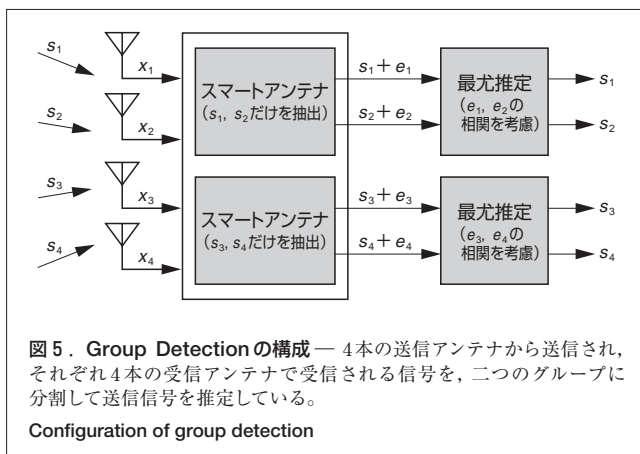 s1
x1
スマートアンテナ
(s1, s2だけを抽出)
s1+e1
s2+e2
最尤推定
(e1, e2の
相関を考慮)
s1
s2
s2
x2
s3
x3
スマートアンテナ
(s3, s4だけを抽出)
s3+e3
s4+e4
最尤推定
(e3, e4の
相関を考慮)
s3
s4
s4
x4
図5. Group Detectionの構成 — 4本の送信アンテナから送信され,
それぞれ4本の受信アンテナで受信される信号を, 二つのグループに
分割して送信信号を推定している。
Configuration of group detection